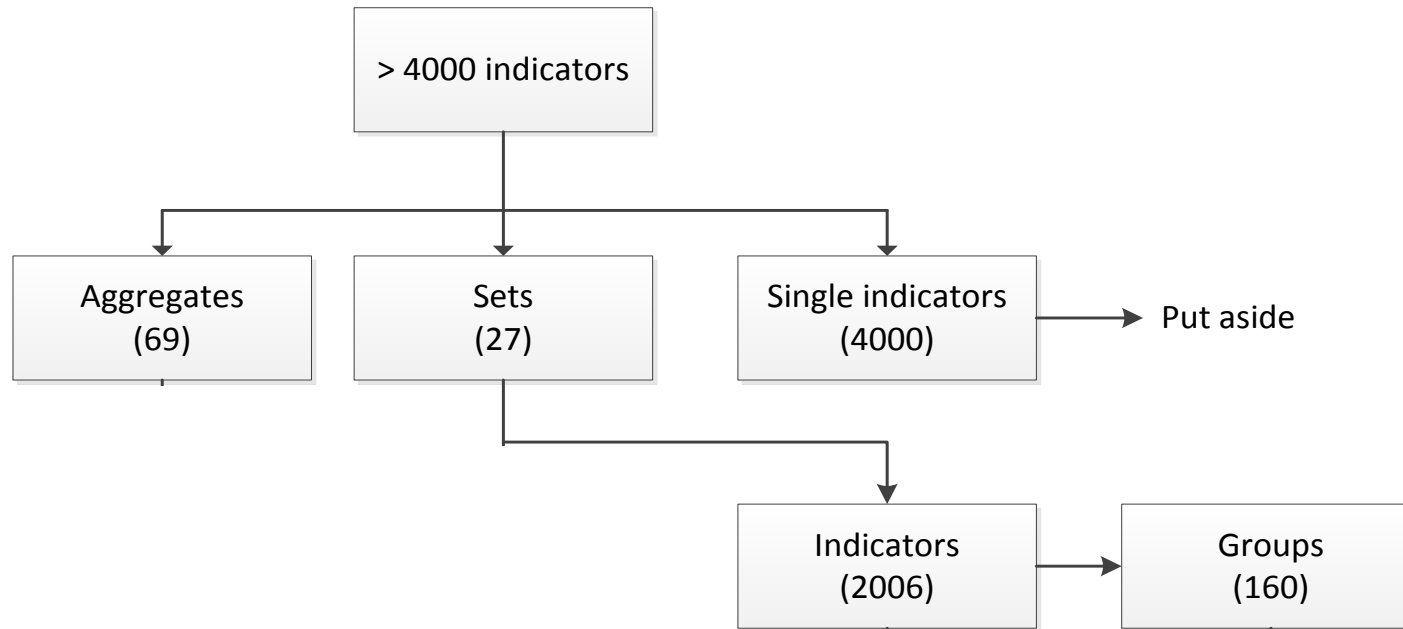 > 4000 indicators
Aggregates
(69)
Sets
(27)
Single indicators
(4000)
Put aside
Indicators
(2006)
Groups
(160)